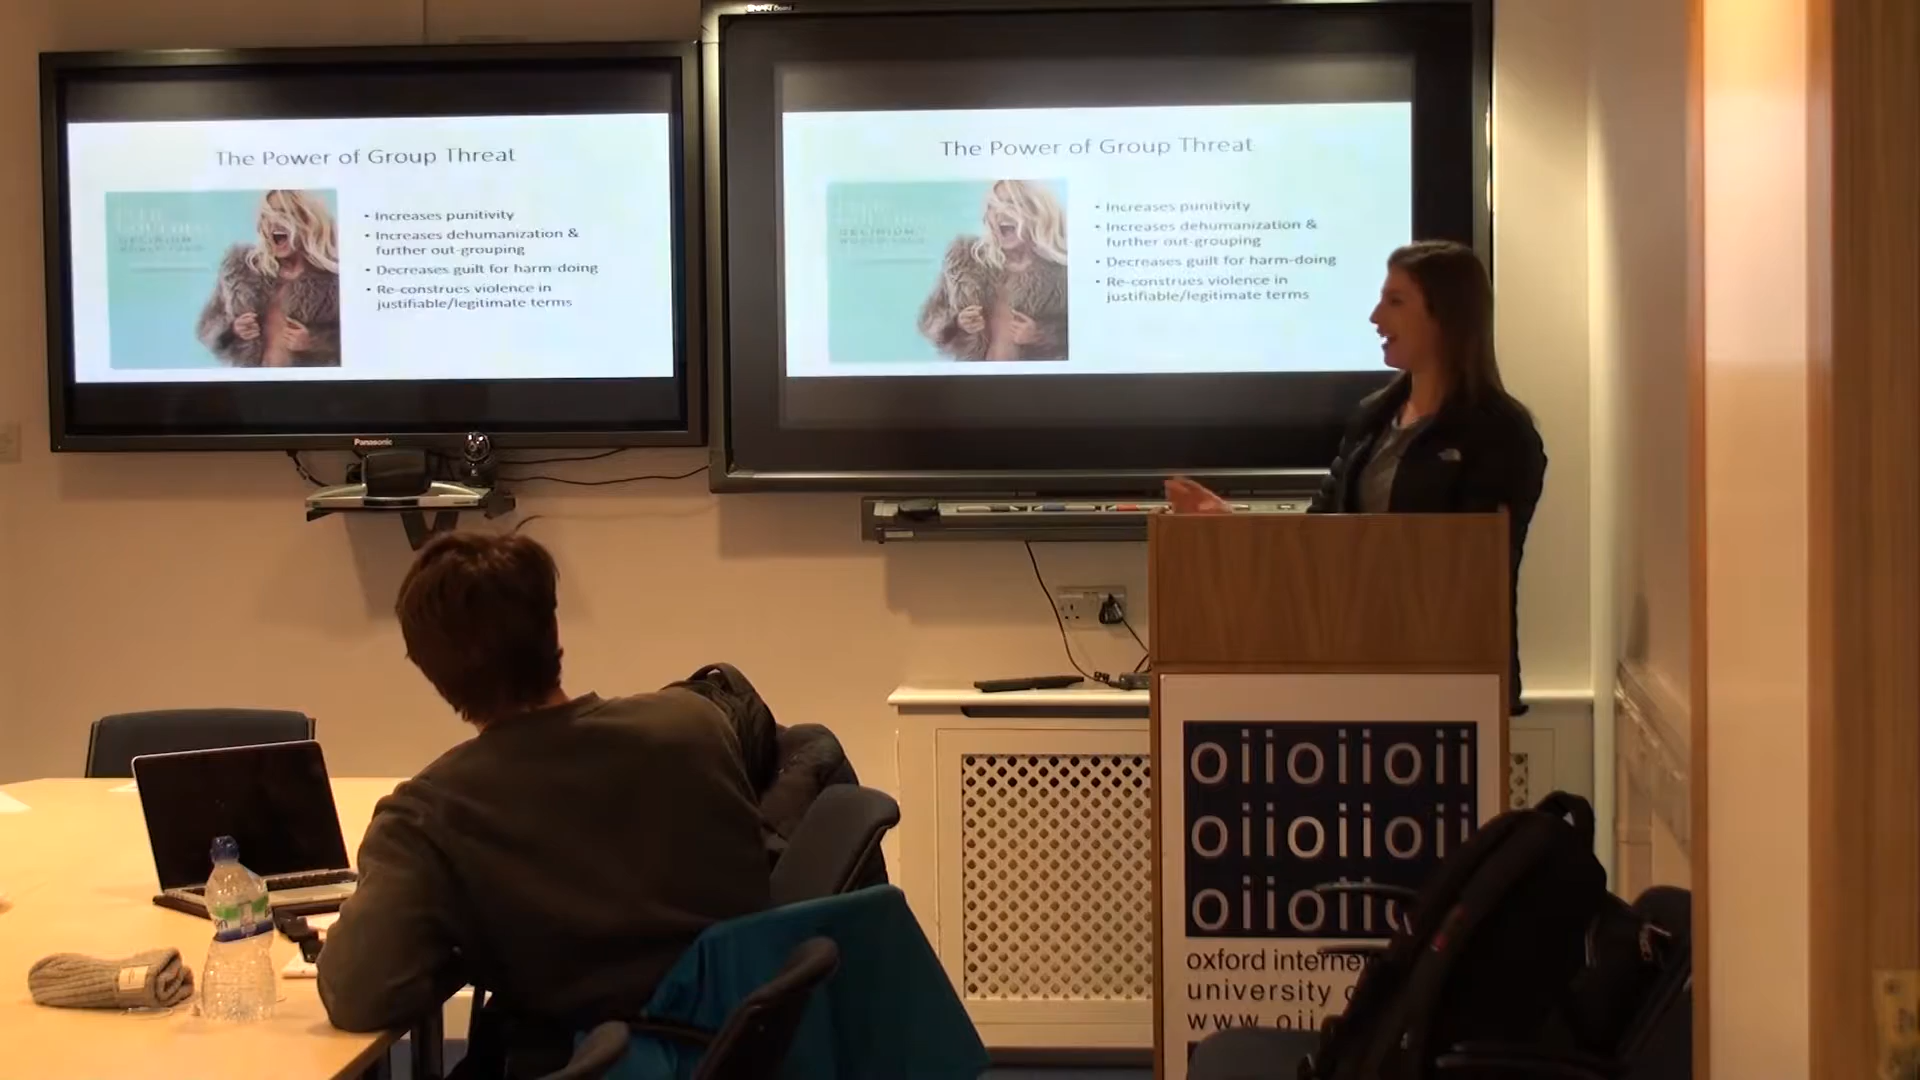 The Power of Group Threat
• Increases punitivity
• Increases dehumanization &
further out-grouping
• Decreases guilt for harm-doing
• Re-construes violence in
justifiable/legitimate terms
Panasonic
The Power of Group Threat
DELIRIUM
• Increases punitivity
• Increases dehumanization &
further out-grouping
• Decreases guilt for harm-doing
• Re-construes violence in
justifiable/legitimate terms
oiioiioii
oiioiioii
oiioii
oxford interne
university o
www oii